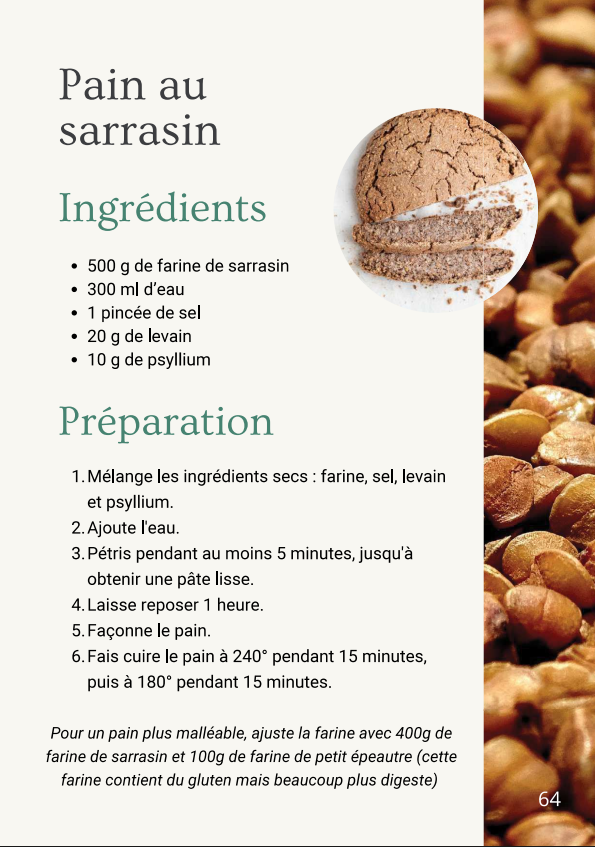 Pain au
sarrasin
Ingrédients
• 500 g de farine de sarrasin
• 300 ml d’eau
• 1 pincée de sel
• 20 g de levain
• 10 g de psyllium
Préparation
1. Mélange les ingrédients secs : farine, sel, levain
et psyllium.
2. Ajoute l'eau.
3. Pétris pendant au moins 5 minutes, jusqu'à
obtenir une pâte lisse.
4. Laisse reposer 1 heure.
5. Façonne le pain.
6. Fais cuire le pain à 240° pendant 15 minutes,
puis à 180° pendant 15 minutes.
Pour un pain plus malléable, ajuste la farine avec 400g de
farine de sarrasin et 100g de farine de petit épeautre (cette
farine contient du gluten mais beaucoup plus digeste)
64